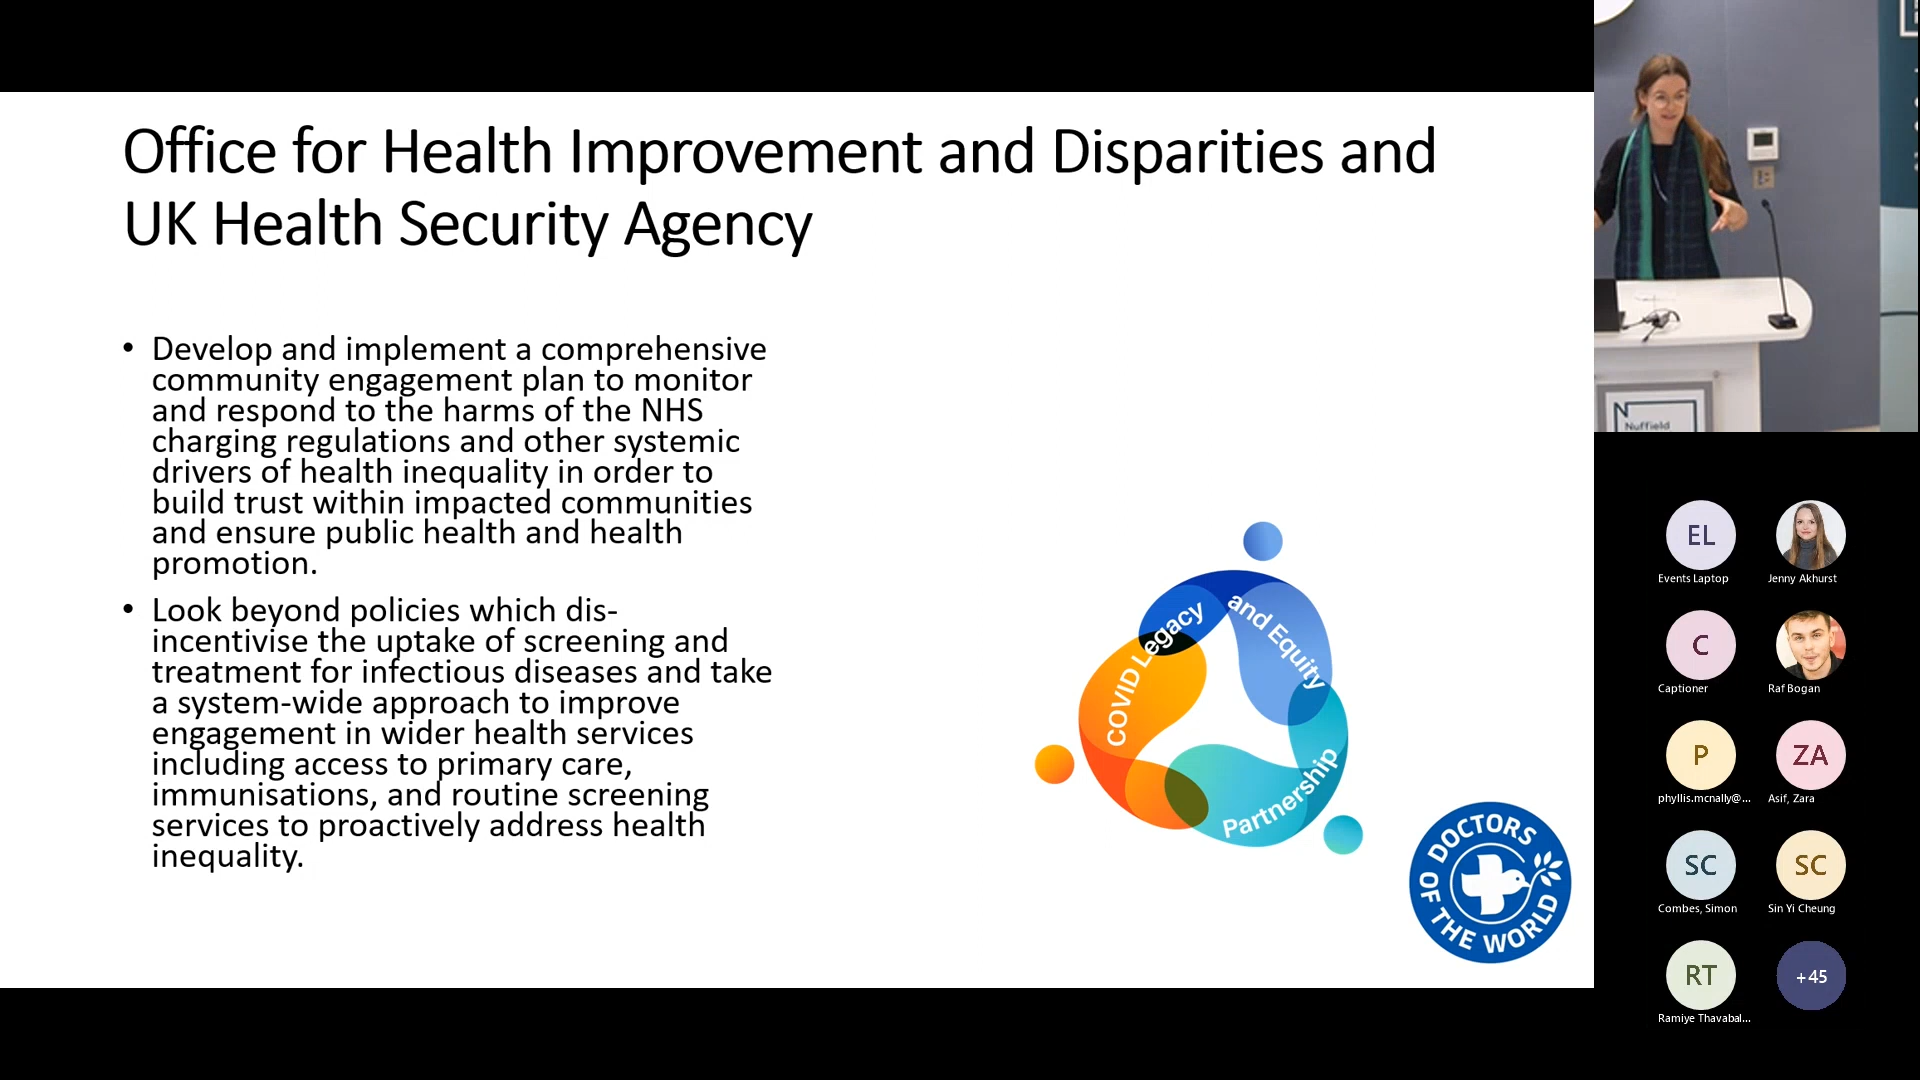 Office for Health Improvement and Disparities and
UK Health Security Agency
• Develop and implement a comprehensive
community engagement plan to monitor
and respond to the harms of the NHS
charging regulations and other systemic
drivers of health inequality in order to
build trust within impacted communities
and ensure public health and health
promotion.
• Look beyond policies which dis-
incentivise the uptake of screening and
treatment for infectious diseases and take
a system-wide approach to improve
engagement in wider health services
including access to primary care,
immunisations, and routine screening
services to proactively address health
inequality.
COVID Legacy
and Equity
Partnership
DOCTORS
OF THE WORLD
N
Nuffield
EL
Events Laptop
Jenny Akhurst
C
Captioner
Raf Bogan
P
phyllis.mcnally@...
ZA
Asif, Zara
SC
Combes, Simon
SC
Sin Yi Cheung
RT
Ramiye Thavabal...
+45